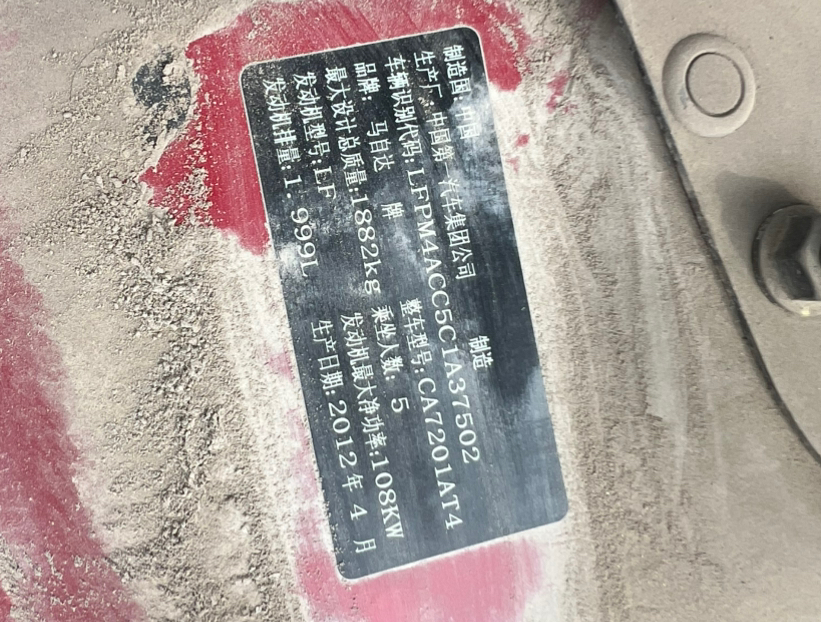 制造国：中国
生产厂 中国第一汽车集团公司 制造
车辆识别代码：LFPM4ACC5C1A37502
品牌： 马自达 牌 整车型号：CA7201AT4
最大设计总质量：1882kg 乘坐人数： 5
发动机型号：LF 发动机最大净功率：108KW
发动机排量：1.999L 生产日期：2012年 4 月